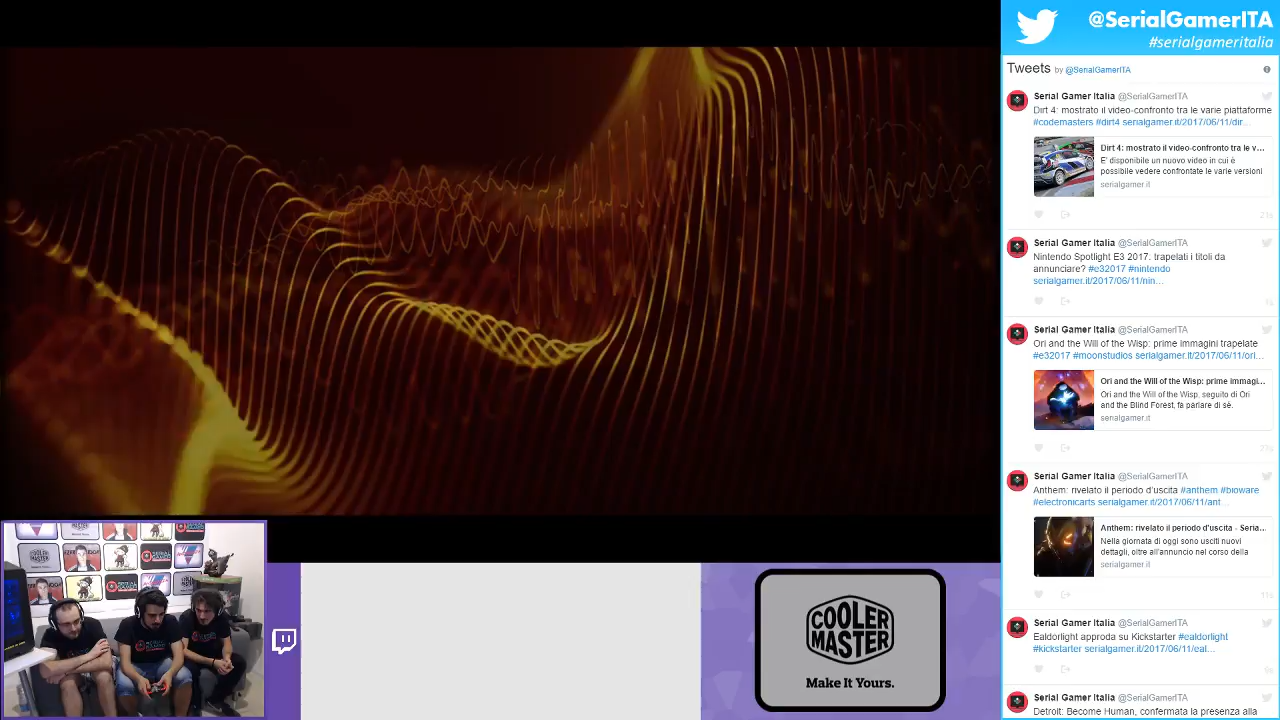 @SerialGamerITA
#serialgameritalia
Tweets by @SerialGamerITA
Serial Gamer Italia @SerialGamerITA
Dirt 4: mostrato il video-confronto tra le varie piattaforme
#codemasters #dirt4 serialgamer.it/2017/06/11/dir…
Dirt 4: mostrato il video-confronto tra le v…
E' disponibile un nuovo video in cui è
possibile vedere confrontate le varie versioni
serialgamer.it
21s
Serial Gamer Italia @SerialGamerITA
Nintendo Spotlight E3 2017: trapelati i titoli da
annunciare? #e32017 #nintendo
serialgamer.it/2017/06/11/nin…
Serial Gamer Italia @SerialGamerITA
Ori and the Will of the Wisp: prime immagini trapelate
#e32017 #moonstudios serialgamer.it/2017/06/11/ori…
Ori and the Will of the Wisp: prime immagi…
Ori and the Will of the Wisp, seguito di Ori
and the Blind Forest, fa parlare di sè.
serialgamer.it
21s
Serial Gamer Italia @SerialGamerITA
Anthem: rivelato il periodo d'uscita #anthem #bioware
#electronicarts serialgamer.it/2017/06/11/ant…
Anthem: rivelato il periodo d'uscita - Seria…
Nella giornata di oggi sono usciti nuovi
dettagli, oltre all'annuncio nel corso della
serialgamer.it
11s
Serial Gamer Italia @SerialGamerITA
Ealdorlight approda su Kickstarter #ealdorlight
#kickstarter serialgamer.it/2017/06/11/eal…
Serial Gamer Italia @SerialGamerITA
Detroit: Become Human, confermata la presenza alla
COOLER
MASTER
Make It Yours.